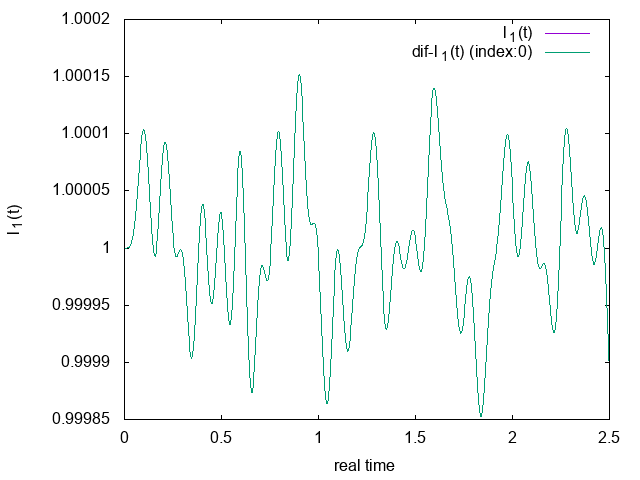 1.0002
1.00015
1.0001
1.00005
1
0.99995
0.9999
0.99985
0 0.5 1 1.5 2 2.5
real time
I1(t)
I1(t)
dif-I1(t) (index:0)